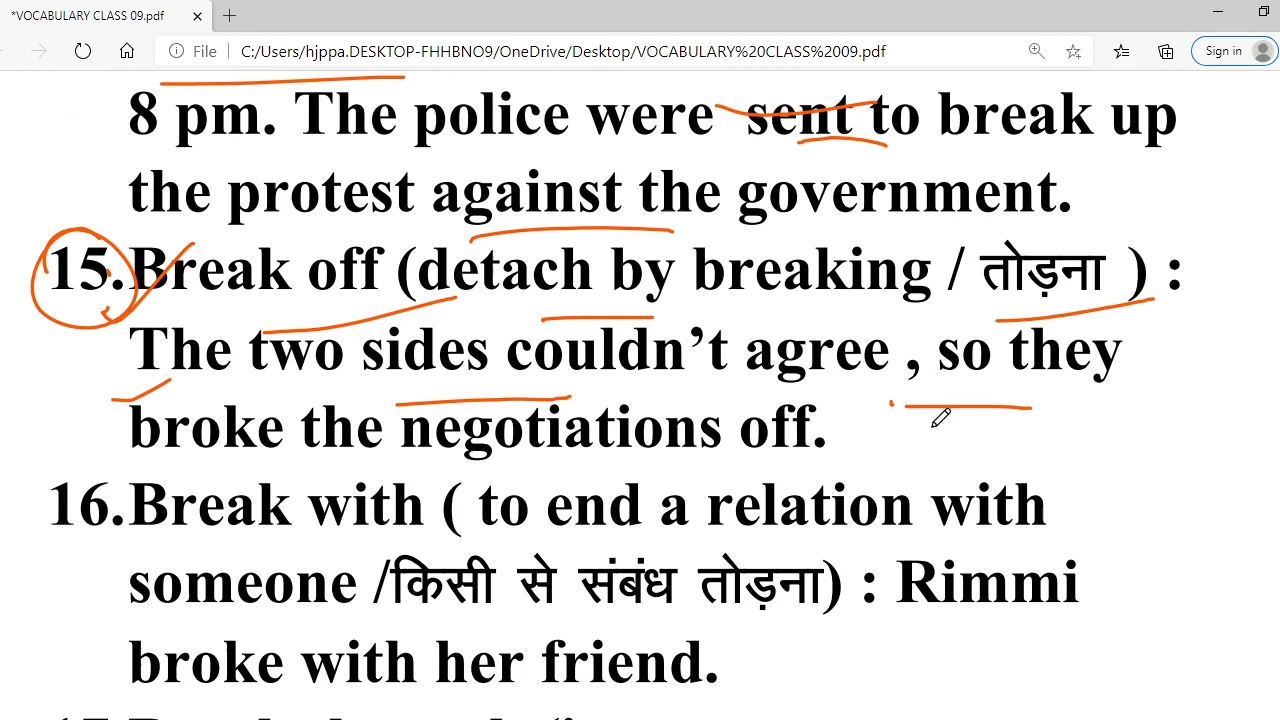 *VOCABULARY CLASS 09.pdf
File | C:/Users/hjppa.DESKTOP-FHHBNO9/OneDrive/Desktop/VOCABULARY%20CLASS%2009.pdf
Sign in
8 pm. The police were sent to break up
the protest against the government.
15.Break off (detach by breaking / तोड़ना ) :
The two sides couldn’t agree , so they
broke the negotiations off.
16.Break with ( to end a relation with
someone /किसी से संबंध तोड़ना) : Rimmi
broke with her friend.